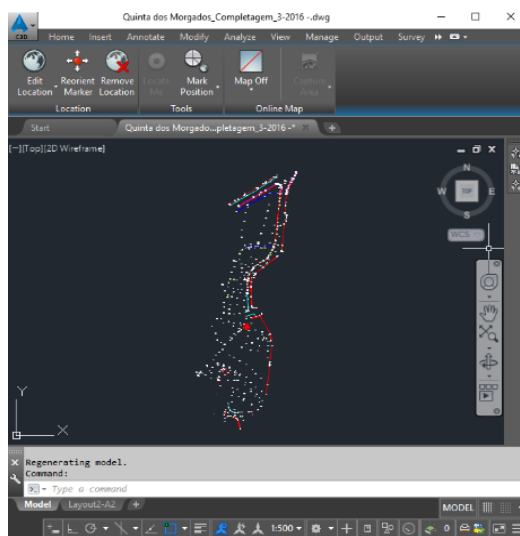 Quinta dos Morgados_Completagem_3-2016 -.dwg
C3D Home Insert Annotate Modify Analyze View Manage Output Survey
Edit Location Reorient Marker Remove Location Locate Me Mark Position Map Off Capture Area
Location Tools Online Map
Start Quinta dos Morgado...pletagem_3-2016 -*
[−][Top][2D Wireframe]
N
W TOP E
S
WCS
Y
X
Regenerating model.
Command:
Type a command
Model Layout2-A2 + MODEL
1:500 0